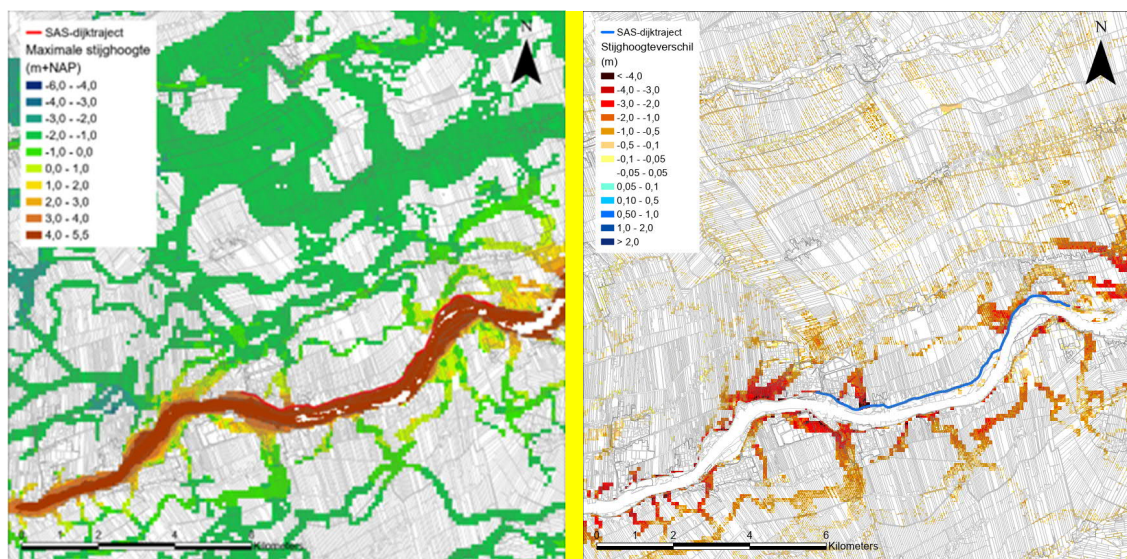 SAS-dijktraject
Maximale stijghoogte
(m+NAP)
-6,0 - -4,0
-4,0 - -3,0
-3,0 - -2,0
-2,0 - -1,0
-1,0 - 0,0
0,0 - 1,0
1,0 - 2,0
2,0 - 3,0
3,0 - 4,0
4,0 - 5,5
N
0 2 4 6
Kilometers
SAS-dijktraject
Stijghoogteverschil
(m)
< -4,0
-4,0 - -3,0
-3,0 - -2,0
-2,0 - -1,0
-1,0 - -0,5
-0,5 - -0,1
-0,1 - -0,05
-0,05 - 0,05
0,05 - 0,1
0,10 - 0,5
0,50 - 1,0
1,0 - 2,0
> 2,0
N
0 2 4 6
Kilometers